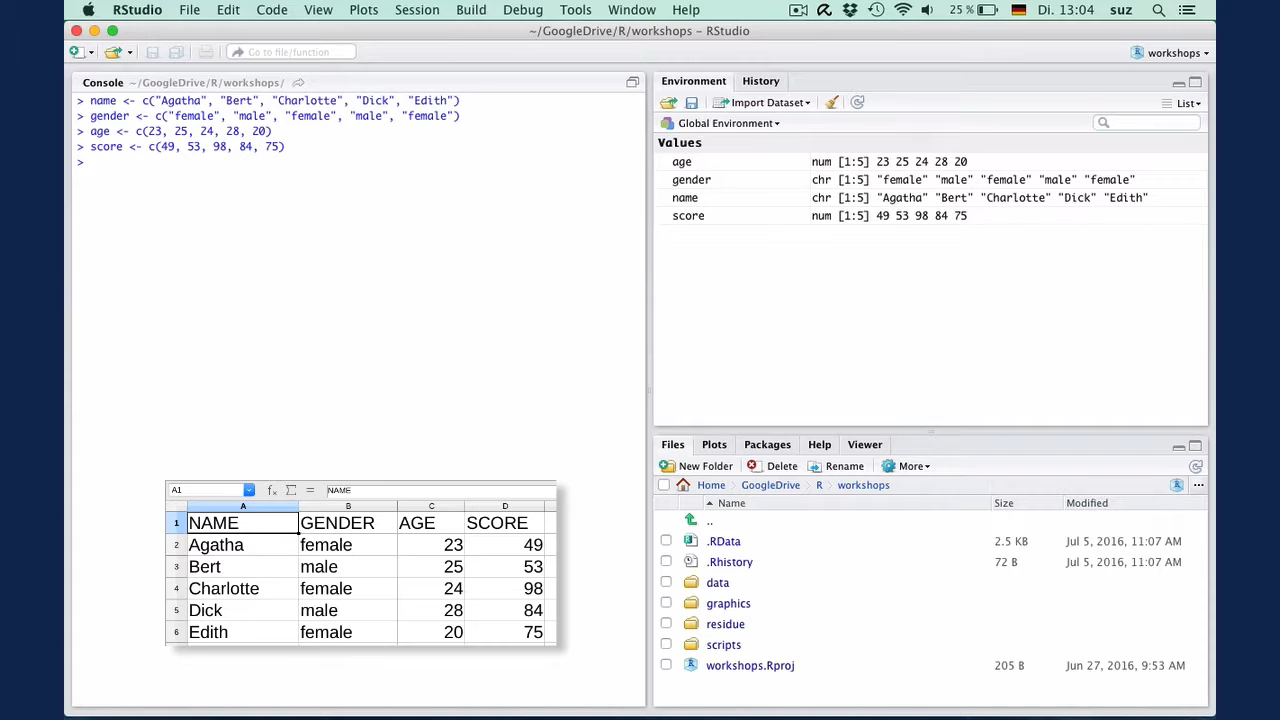 RStudio File Edit Code View Plots Session Build Debug Tools Window Help 25 % Di. 13:04 suz
~/GoogleDrive/R/workshops – RStudio
Go to file/function workshops
Console ~/GoogleDrive/R/workshops/
> name <- c("Agatha", "Bert", "Charlotte", "Dick", "Edith")
> gender <- c("female", "male", "female", "male", "female")
> age <- c(23, 25, 24, 28, 20)
> score <- c(49, 53, 98, 84, 75)
>
Environment History
Import Dataset List
Global Environment
Values
age num [1:5] 23 25 24 28 20
gender chr [1:5] "female" "male" "female" "male" "female"
name chr [1:5] "Agatha" "Bert" "Charlotte" "Dick" "Edith"
score num [1:5] 49 53 98 84 75
A1 fx Σ = NAME
A B C D
1 NAME GENDER AGE SCORE
2 Agatha female 23 49
3 Bert male 25 53
4 Charlotte female 24 98
5 Dick male 28 84
6 Edith female 20 75
Files Plots Packages Help Viewer
New Folder Delete Rename More
Home GoogleDrive R workshops R ...
Name Size Modified
..
.RData 2.5 KB Jul 5, 2016, 11:07 AM
.Rhistory 72 B Jul 5, 2016, 11:07 AM
data
graphics
residue
scripts
workshops.Rproj 205 B Jun 27, 2016, 9:53 AM